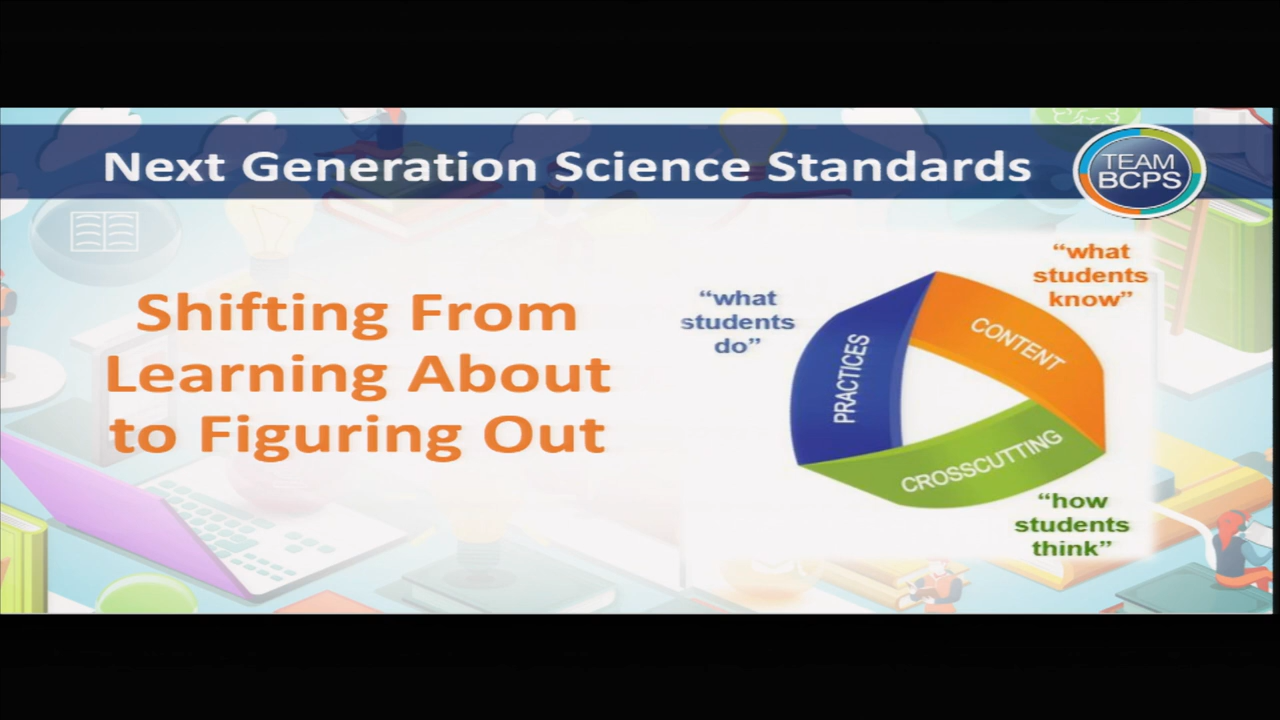 Next Generation Science Standards
TEAM
BCPS
Shifting From
Learning About
to Figuring Out
“what
students
do”
PRACTICES
“what
students
know”
CONTENT
CROSSCUTTING
“how
students
think”